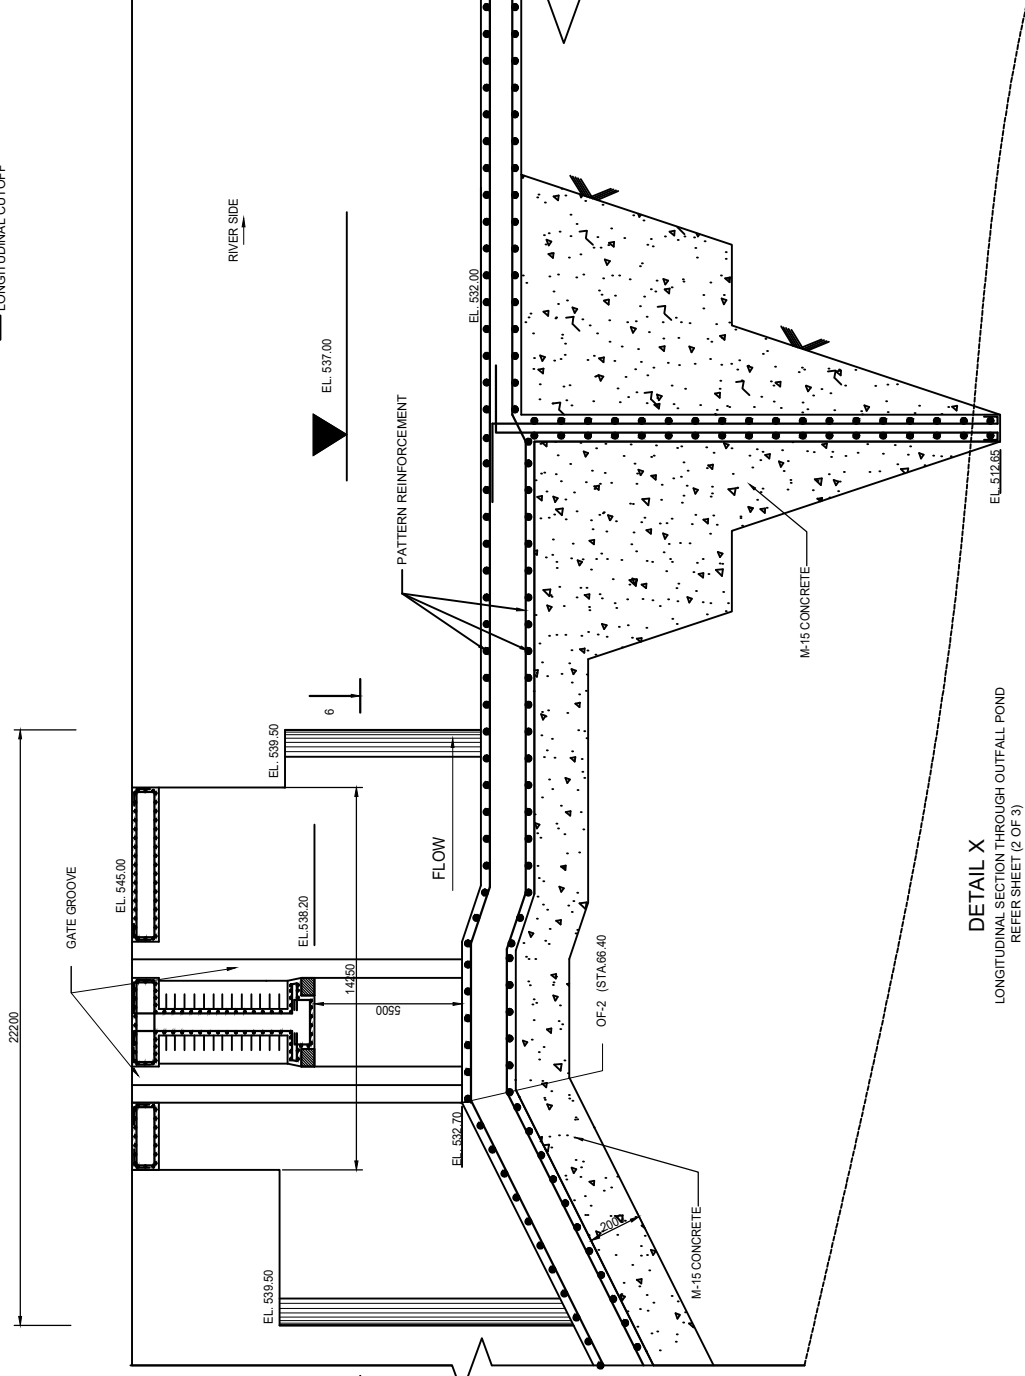 LONGITUDINAL CUTOFF
RIVER SIDE
EL. 537.00
EL. 532.00
PATTERN REINFORCEMENT
EL. 512.65
M-15 CONCRETE
6
EL. 539.50
22200
FLOW
EL. 545.00
GATE GROOVE
EL.538.20
14250
5500
OF-2 (STA.66.40
EL. 532.70
M-15 CONCRETE
EL. 539.50
DETAIL X
LONGITUDINAL SECTION THROUGH OUTFALL POND
REFER SHEET (2 OF 3)